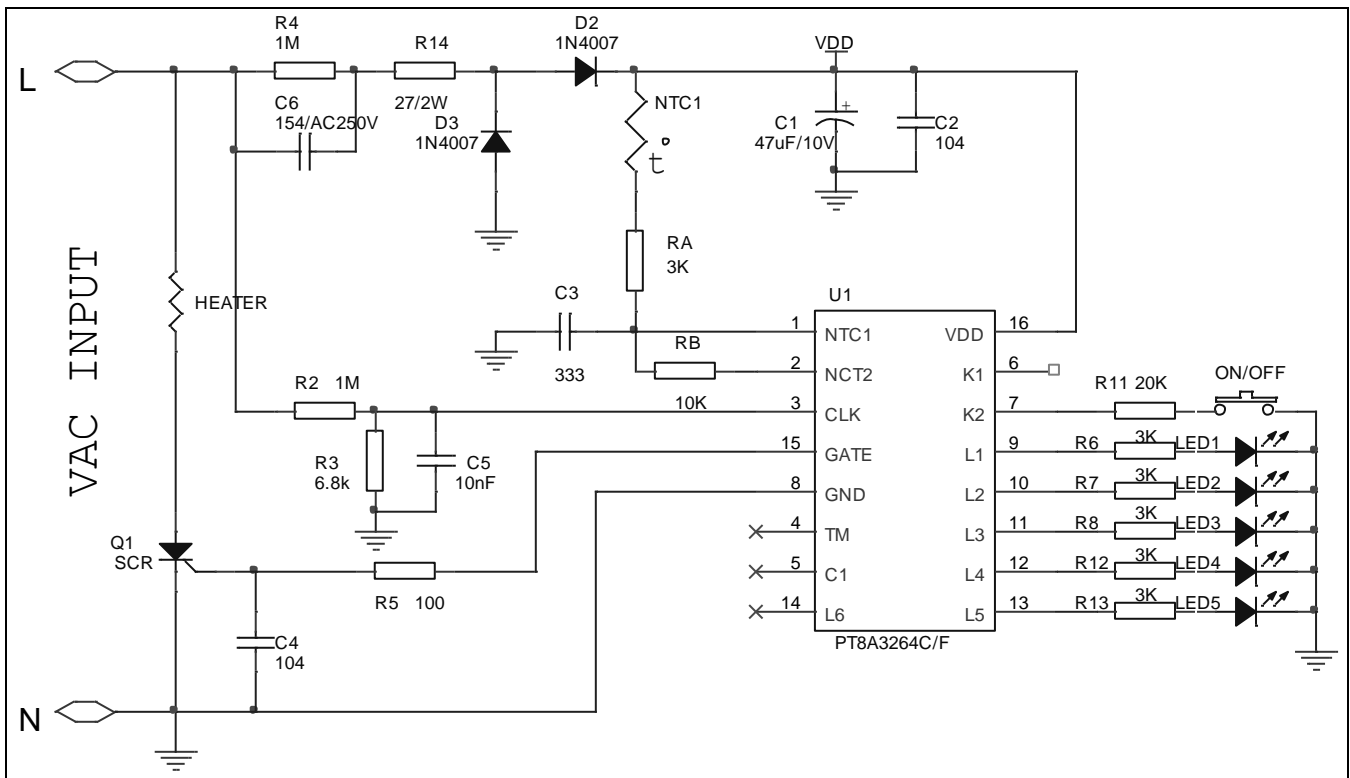 L
R4
1M
C6
154/AC250V
R14
27/2W
D3
1N4007
D2
1N4007
NTC1
t°
VDD
C1
+
47uF/10V
C2
104
VAC INPUT
HEATER
RA
3K
C3
333
RB
10K
R2 1M
R3
6.8k
C5
10nF
Q1
SCR
R5 100
C4
104
N
U1
1 NTC1
2 NCT2
3 CLK
15 GATE
8 GND
4 TM
5 C1
14 L6
VDD 16
K1 6
K2 7
L1 9
L2 10
L3 11
L4 12
L5 13
PT8A3264C/F
R11 20K
ON/OFF
R6 3K LED1
R7 3K LED2
R8 3K LED3
R12 3K LED4
R13 3K LED5